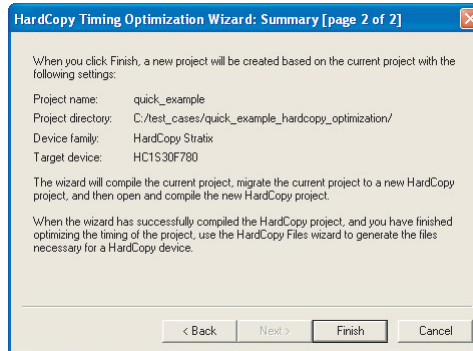 HardCopy Timing Optimization Wizard: Summary [page 2 of 2]
When you click Finish, a new project will be created based on the current project with the
following settings:
Project name: quick_example
Project directory: C:/test_cases/quick_example_hardcopy_optimization/
Device family: HardCopy Stratix
Target device: HC1S30F780
The wizard will compile the current project, migrate the current project to a new HardCopy
project, and then open and compile the new HardCopy project.
When the wizard has successfully compiled the HardCopy project, and you have finished
optimizing the timing of the project, use the HardCopy Files wizard to generate the files
necessary for a HardCopy device.
< Back Next > Finish Cancel